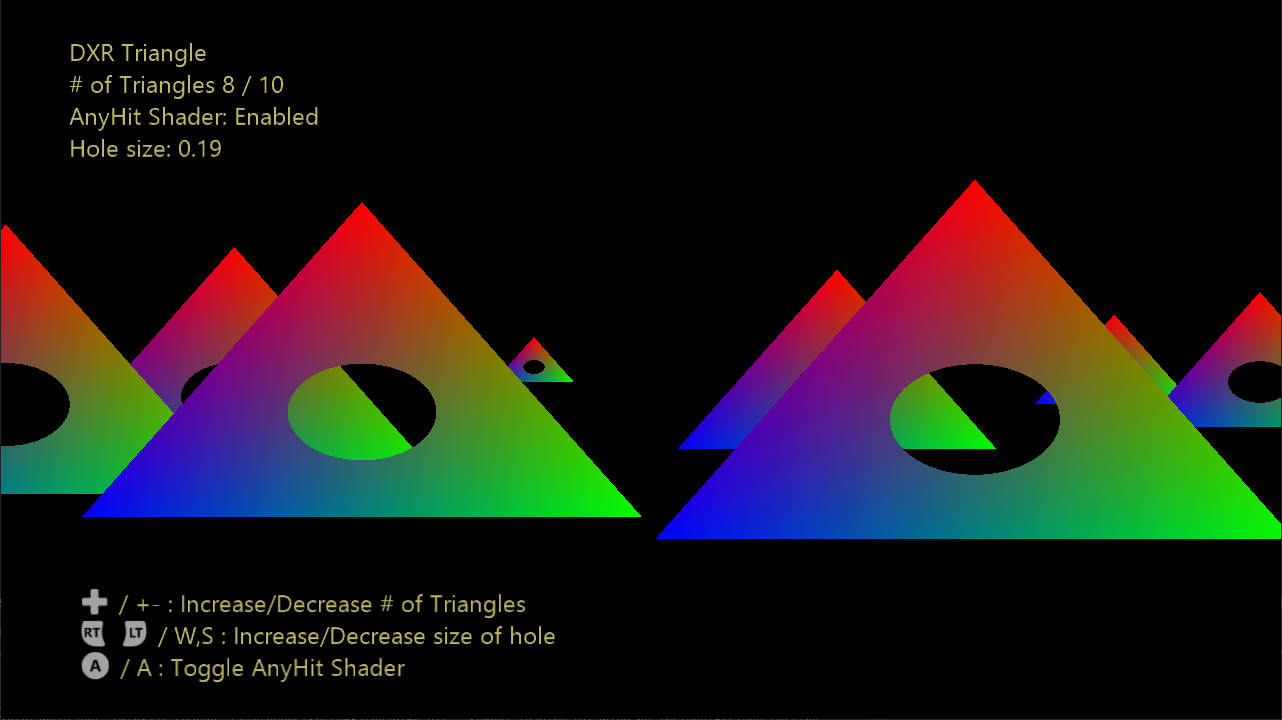 DXR Triangle
# of Triangles 8 / 10
AnyHit Shader: Enabled
Hole size: 0.19
/ +- : Increase/Decrease # of Triangles
RT LT / W,S : Increase/Decrease size of hole
A / A : Toggle AnyHit Shader